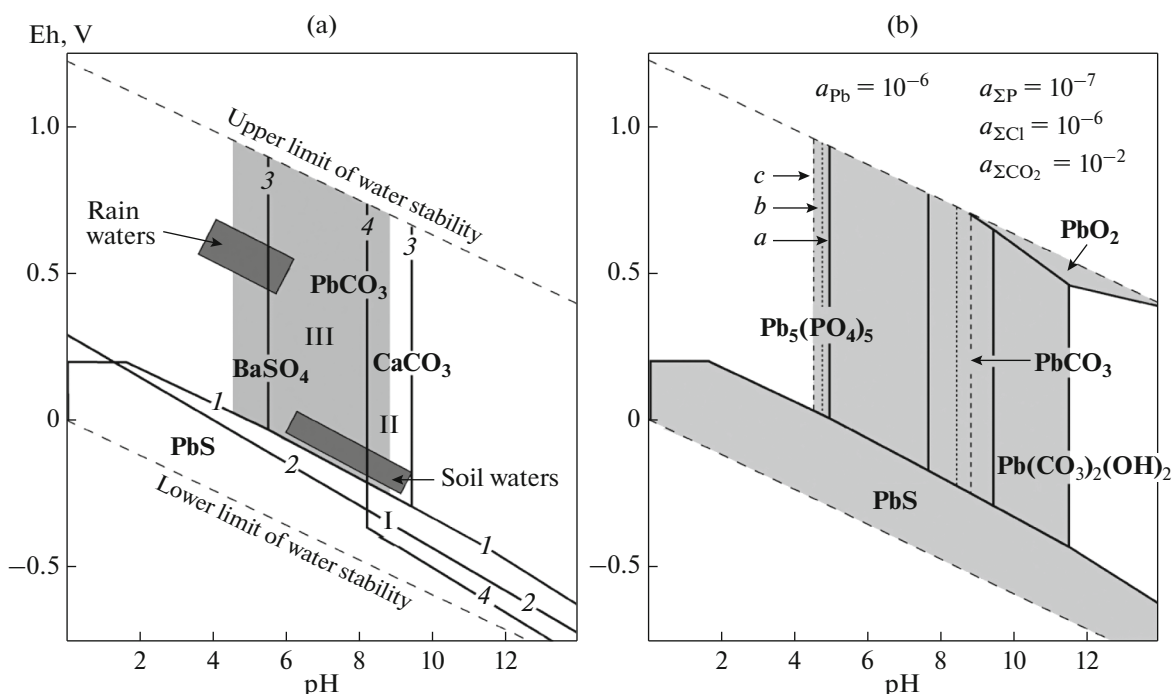 (a)
Eh, V
1.0
0.5
0
−0.5
2
4
6
8
10
12
pH
Upper limit of water stability
3
4
3
Rain
waters
PbCO₃
III
BaSO₄
CaCO₃
1
II
PbS
2
Soil waters
I
Lower limit of water stability
1
2
4
(b)
a_Pb = 10⁻⁶
a_ΣP = 10⁻⁷
a_ΣCl = 10⁻⁶
a_ΣCO₂ = 10⁻²
c
b
a
PbO₂
Pb₅(PO₄)₅
PbCO₃
Pb(CO₃)₂(OH)₂
PbS
1.0
0.5
0
−0.5
2
4
6
8
10
12
pH